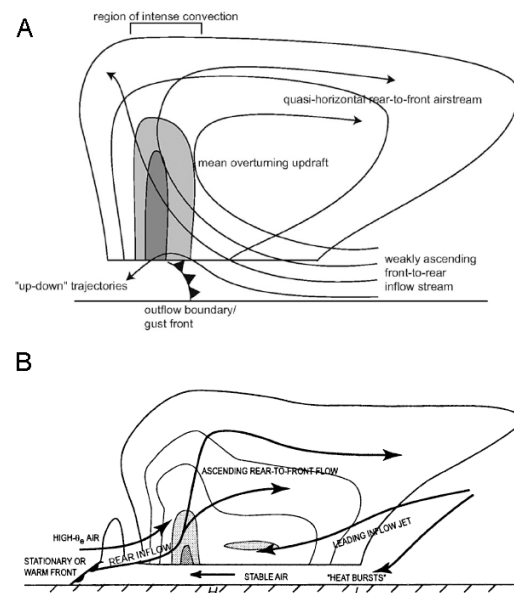 A
region of intense convection
quasi-horizontal rear-to-front airstream
mean overturning updraft
weakly ascending
front-to-rear
inflow stream
"up-down" trajectories
outflow boundary/
gust front
B
ASCENDING REAR-TO-FRONT FLOW
HIGH-θe AIR
REAR INFLOW
LEADING INFLOW JET
STATIONARY OR
WARM FRONT
STABLE AIR
"HEAT BURSTS"
H
L